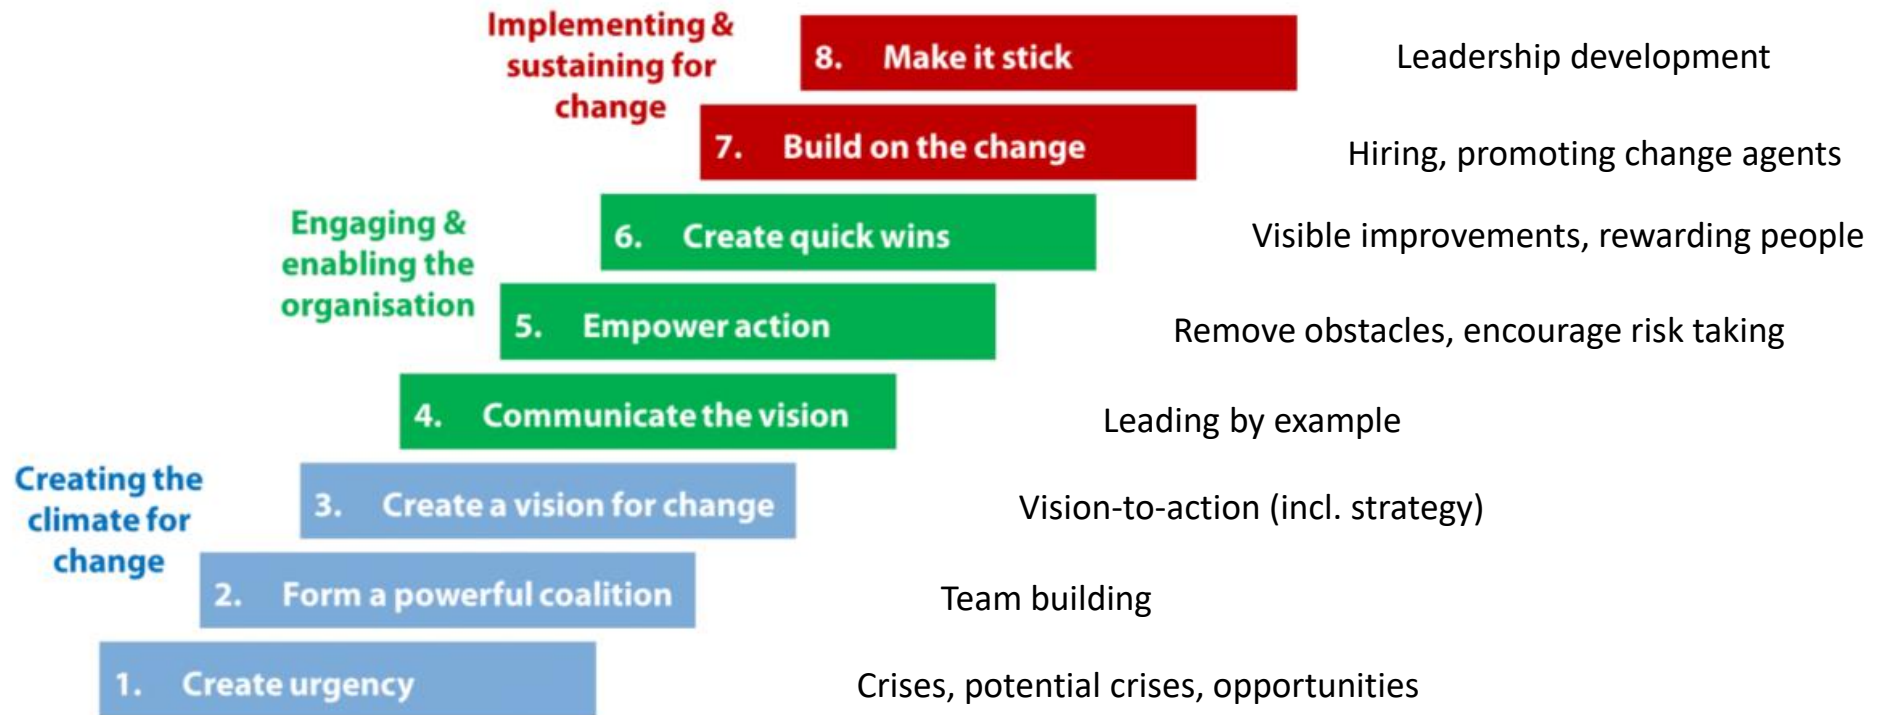 Implementing &
sustaining for
change
8. Make it stick
Leadership development
7. Build on the change
Hiring, promoting change agents
Engaging &
enabling the
organisation
6. Create quick wins
Visible improvements, rewarding people
5. Empower action
Remove obstacles, encourage risk taking
4. Communicate the vision
Leading by example
Creating the
climate for
change
3. Create a vision for change
Vision-to-action (incl. strategy)
2. Form a powerful coalition
Team building
1. Create urgency
Crises, potential crises, opportunities